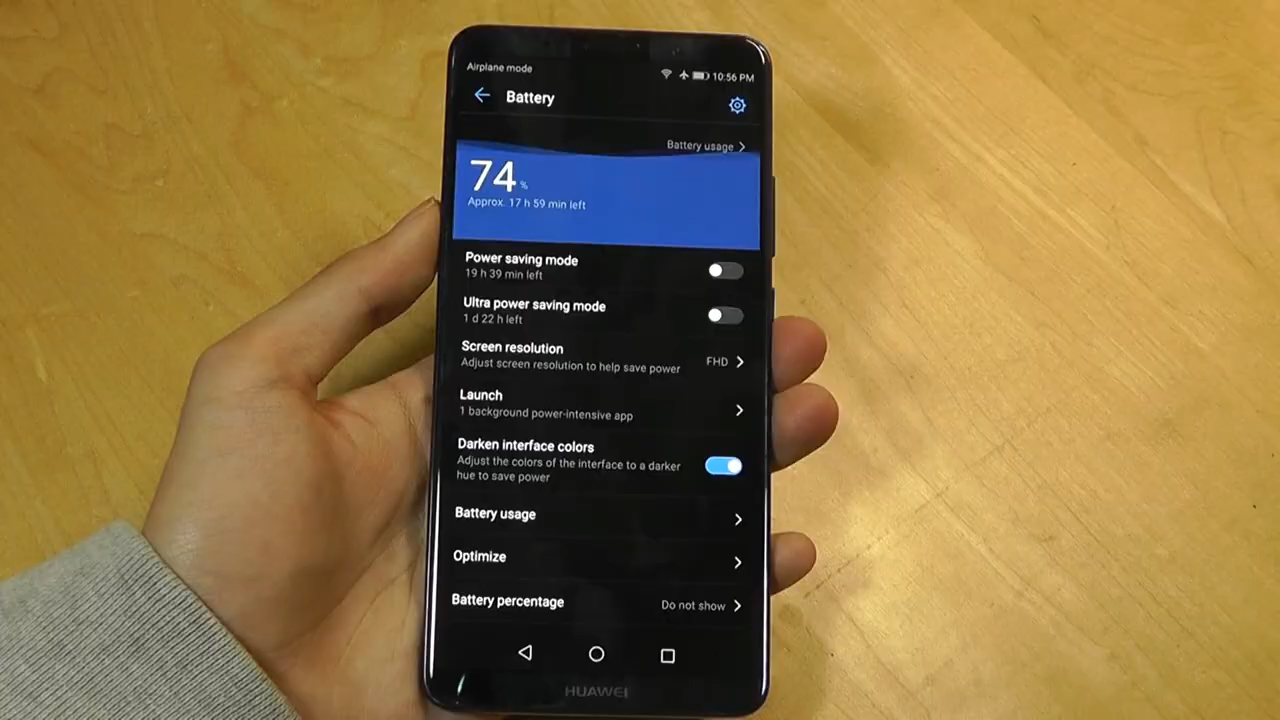 Airplane mode
10:56 PM
Battery
Battery usage
74%
Approx. 17 h 59 min left
Power saving mode
19 h 39 min left
Ultra power saving mode
1 d 22 h left
Screen resolution
Adjust screen resolution to help save power
FHD
Launch
1 background power-intensive app
Darken interface colors
Adjust the colors of the interface to a darker
hue to save power
Battery usage
Optimize
Battery percentage
Do not show
HUAWEI